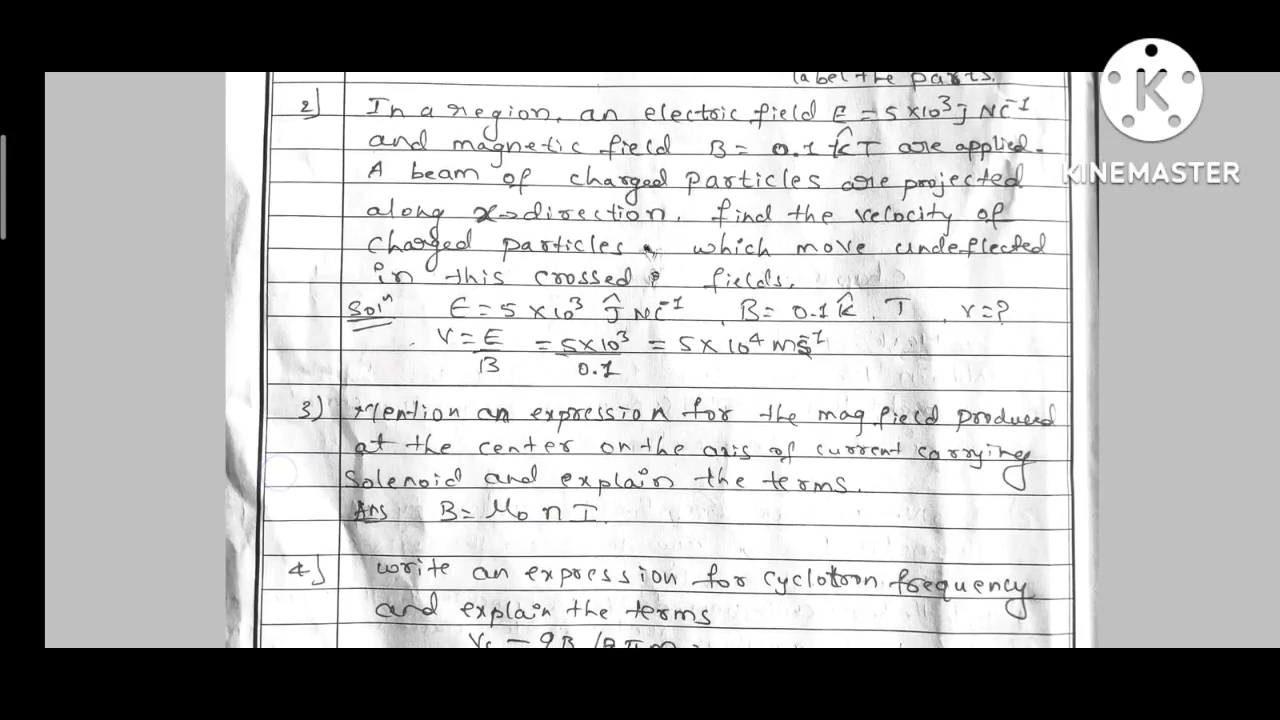 label the parts.
2] In a region, an electric field E = 5 x 10³ J NC⁻¹
and magnetic field B = 0.1 k̂ T are applied.
A beam of charged particles are projected
along x-direction. find the velocity of
charged particles which move undeflected
in this crossed fields.
Solⁿ E = 5 x 10³ Ĵ NC⁻¹, B = 0.1 k̂. T, v = ?
V = E/B = 5 x 10³/0.1 = 5 x 10⁴ ms⁻¹
3) Mention an expression for the mag field produced
at the center on the axis of current carrying
Solenoid and explain the terms.
Ans B = μ₀ n I.
4] write an expression for cyclotron frequency
and explain the terms
K
KINEMASTER